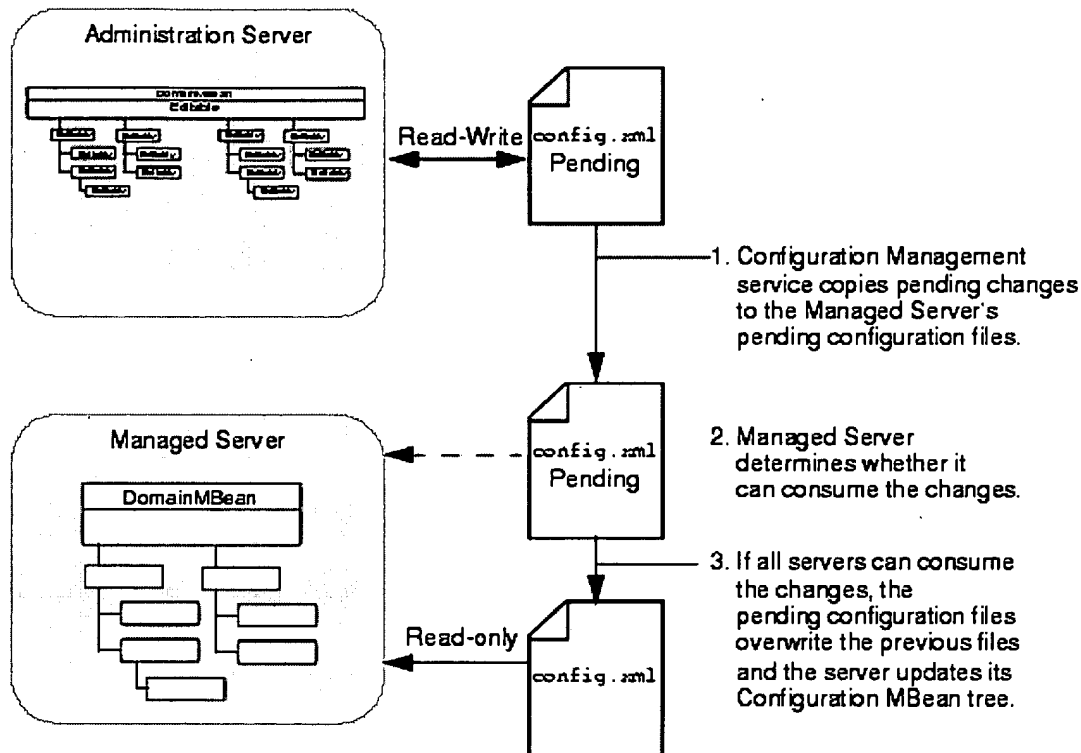 Administration Server
DomainMBean
Editable
Read-Write
config.xml
Pending
1. Configuration Management
service copies pending changes
to the Managed Server's
pending configuration files.
Managed Server
DomainMBean
config.xml
Pending
2. Managed Server
determines whether it
can consume the changes.
3. If all servers can consume
the changes, the
pending configuration files
overwrite the previous files
and the server updates its
Configuration MBean tree.
Read-only
config.xml